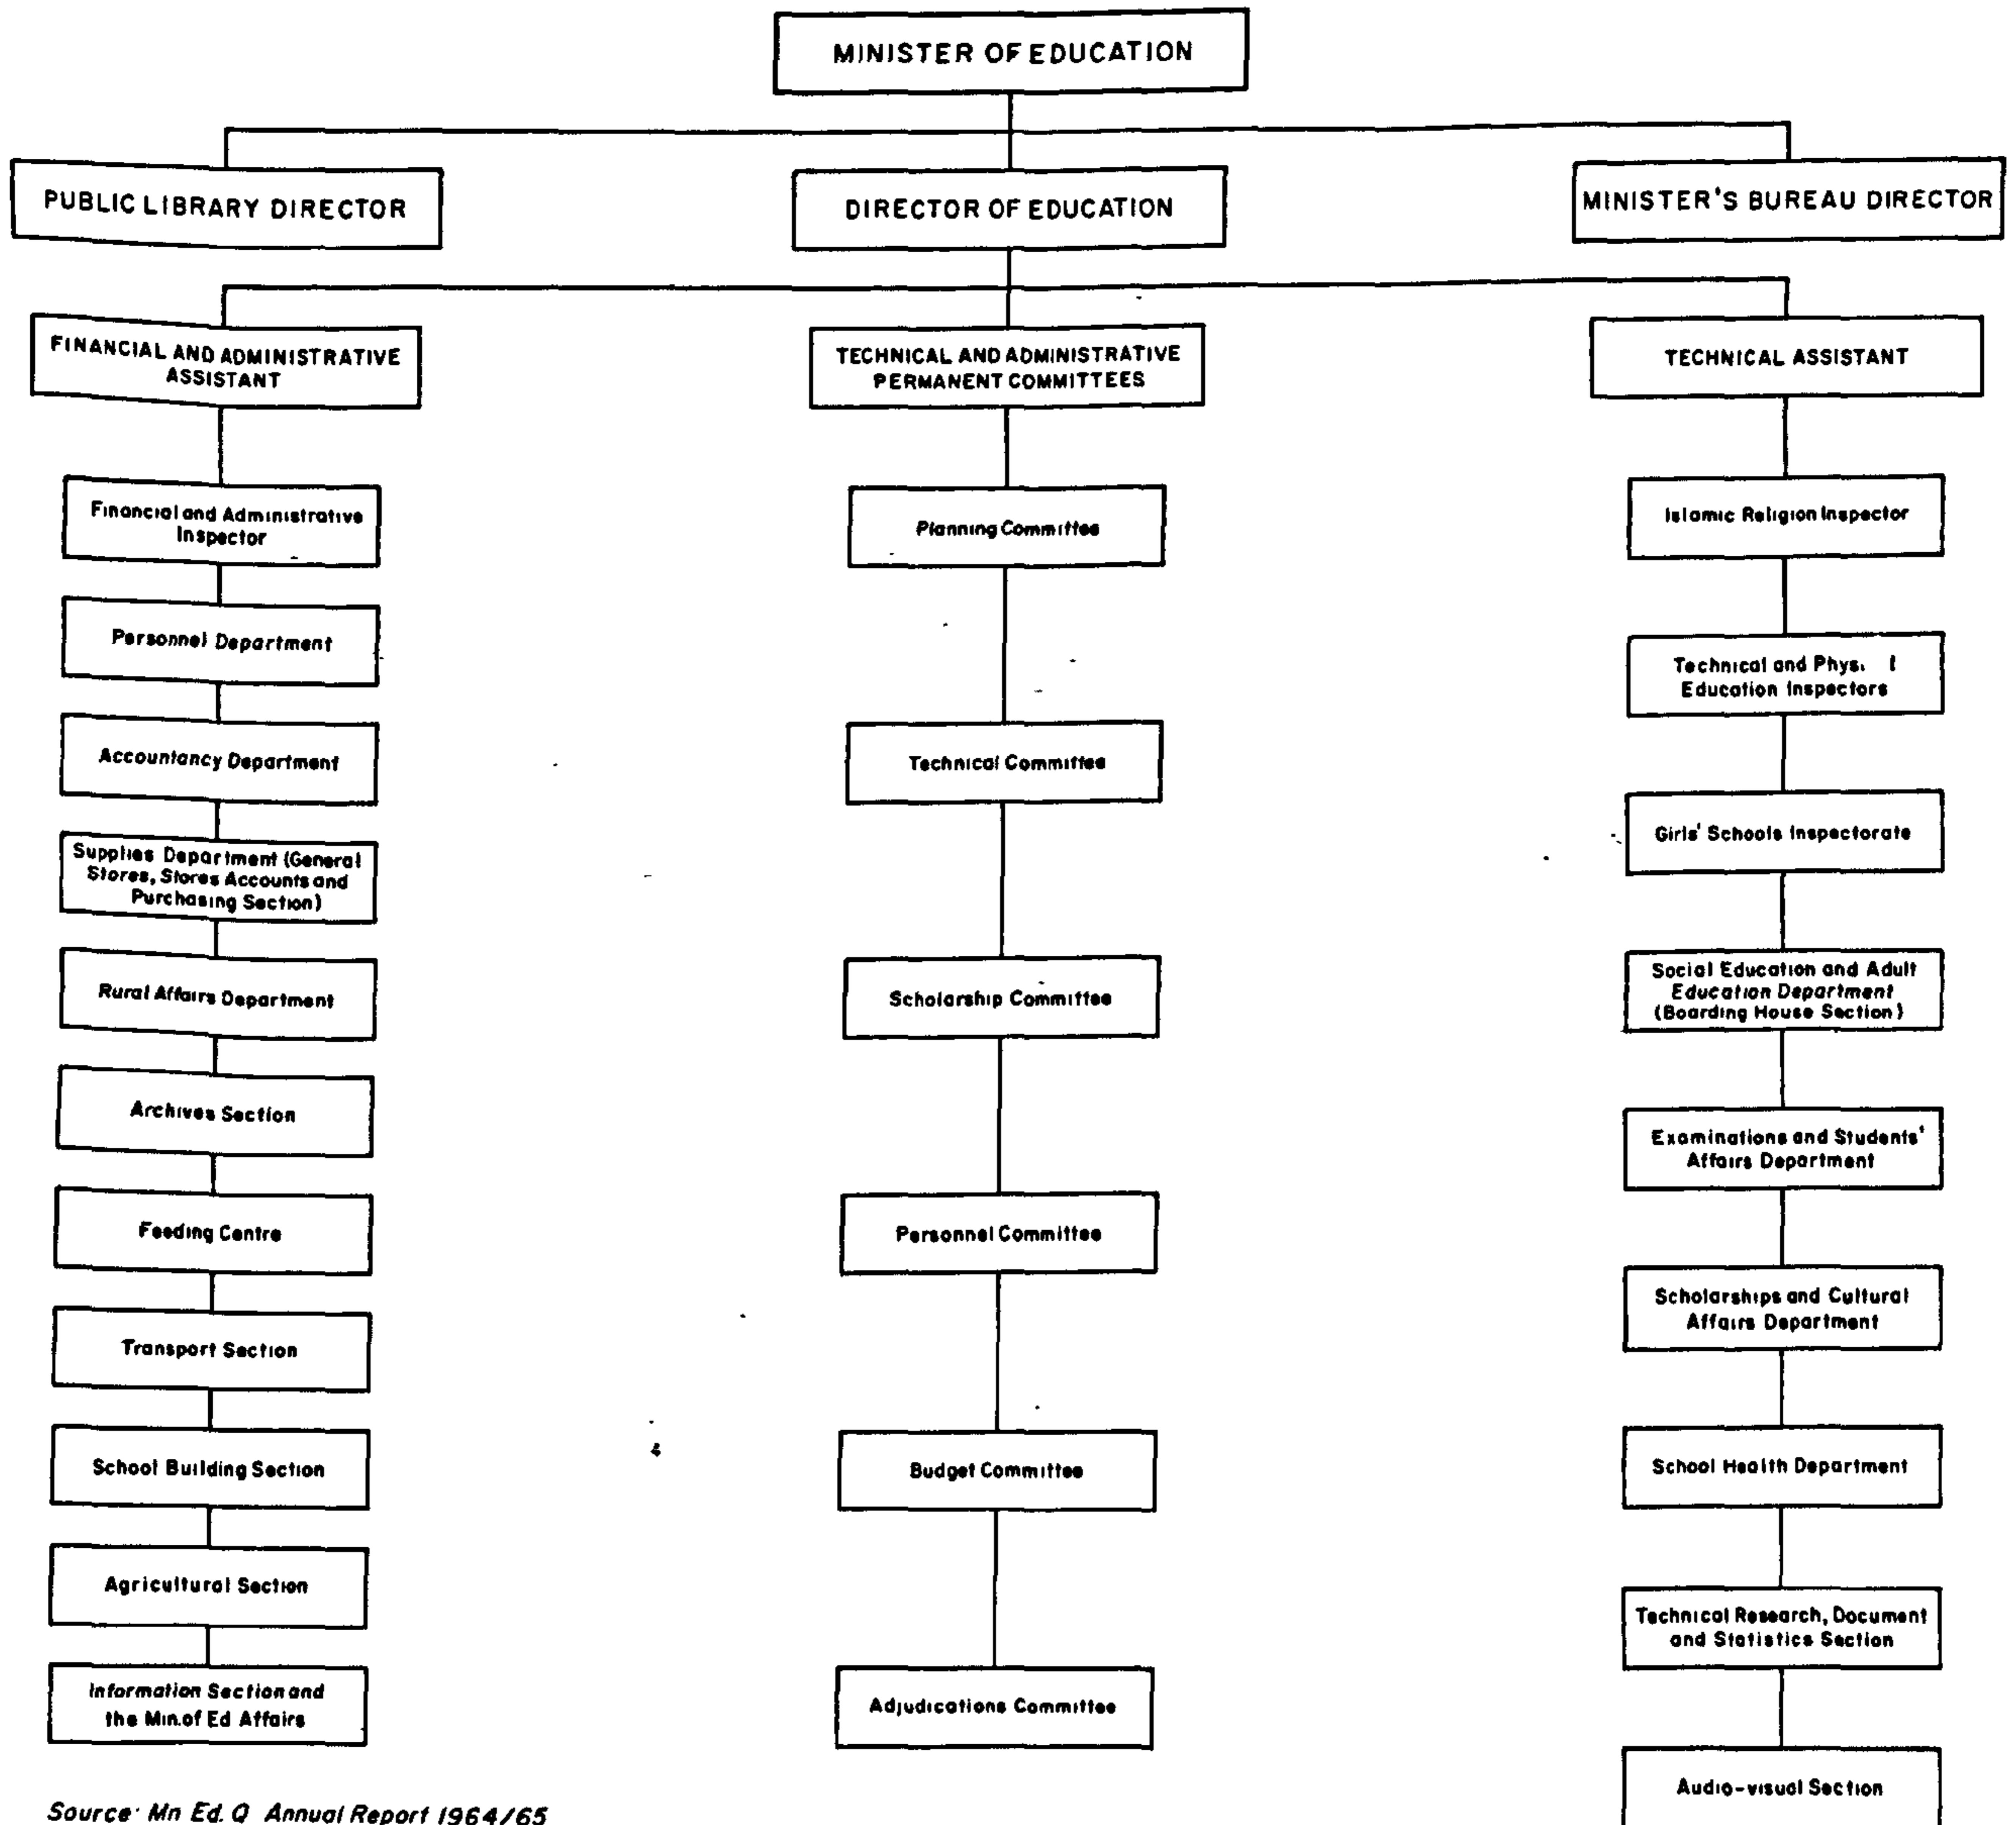 MINISTER OF EDUCATION
PUBLIC LIBRARY DIRECTOR
DIRECTOR OF EDUCATION
MINISTER'S BUREAU DIRECTOR
FINANCIAL AND ADMINISTRATIVE
ASSISTANT
TECHNICAL AND ADMINISTRATIVE
PERMANENT COMMITTEES
TECHNICAL ASSISTANT
Financial and Administrative
Inspector
Personnel Department
Accountancy Department
Supplies Department (General
Stores, Stores Accounts and
Purchasing Section)
Rural Affairs Department
Archives Section
Feeding Centre
Transport Section
School Building Section
Agricultural Section
Information Section and
the Min. of Ed Affairs
Planning Committee
Technical Committee
Scholarship Committee
Personnel Committee
Budget Committee
Adjudications Committee
Islamic Religion Inspector
Technical and
Education Inspectors
Girls' Schools Inspectorate
Social Education and Adult
Education Department
(Boarding House Section)
Examinations and Students'
Affairs Department
Scholarships and Cultural
Affairs Department
School Health Department
Technical Research, Document
and Statistics Section
Audio-visual Section
Source: Mn Ed. Q Annual Report 1964/65